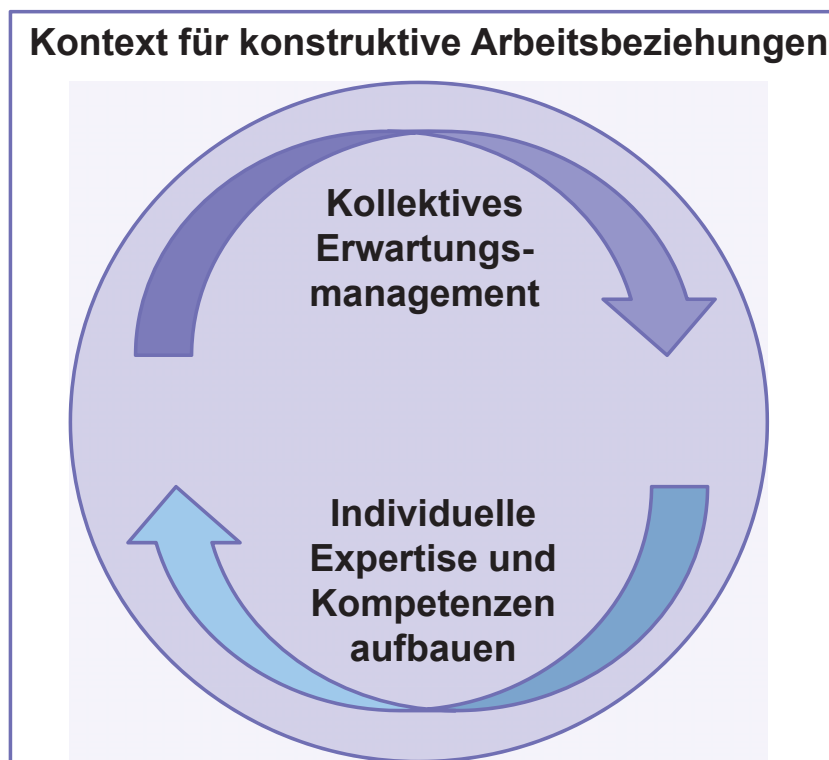 Kontext für konstruktive Arbeitsbeziehungen
Kollektives
Erwartungs-
management
Individuelle
Expertise und
Kompetenzen
aufbauen